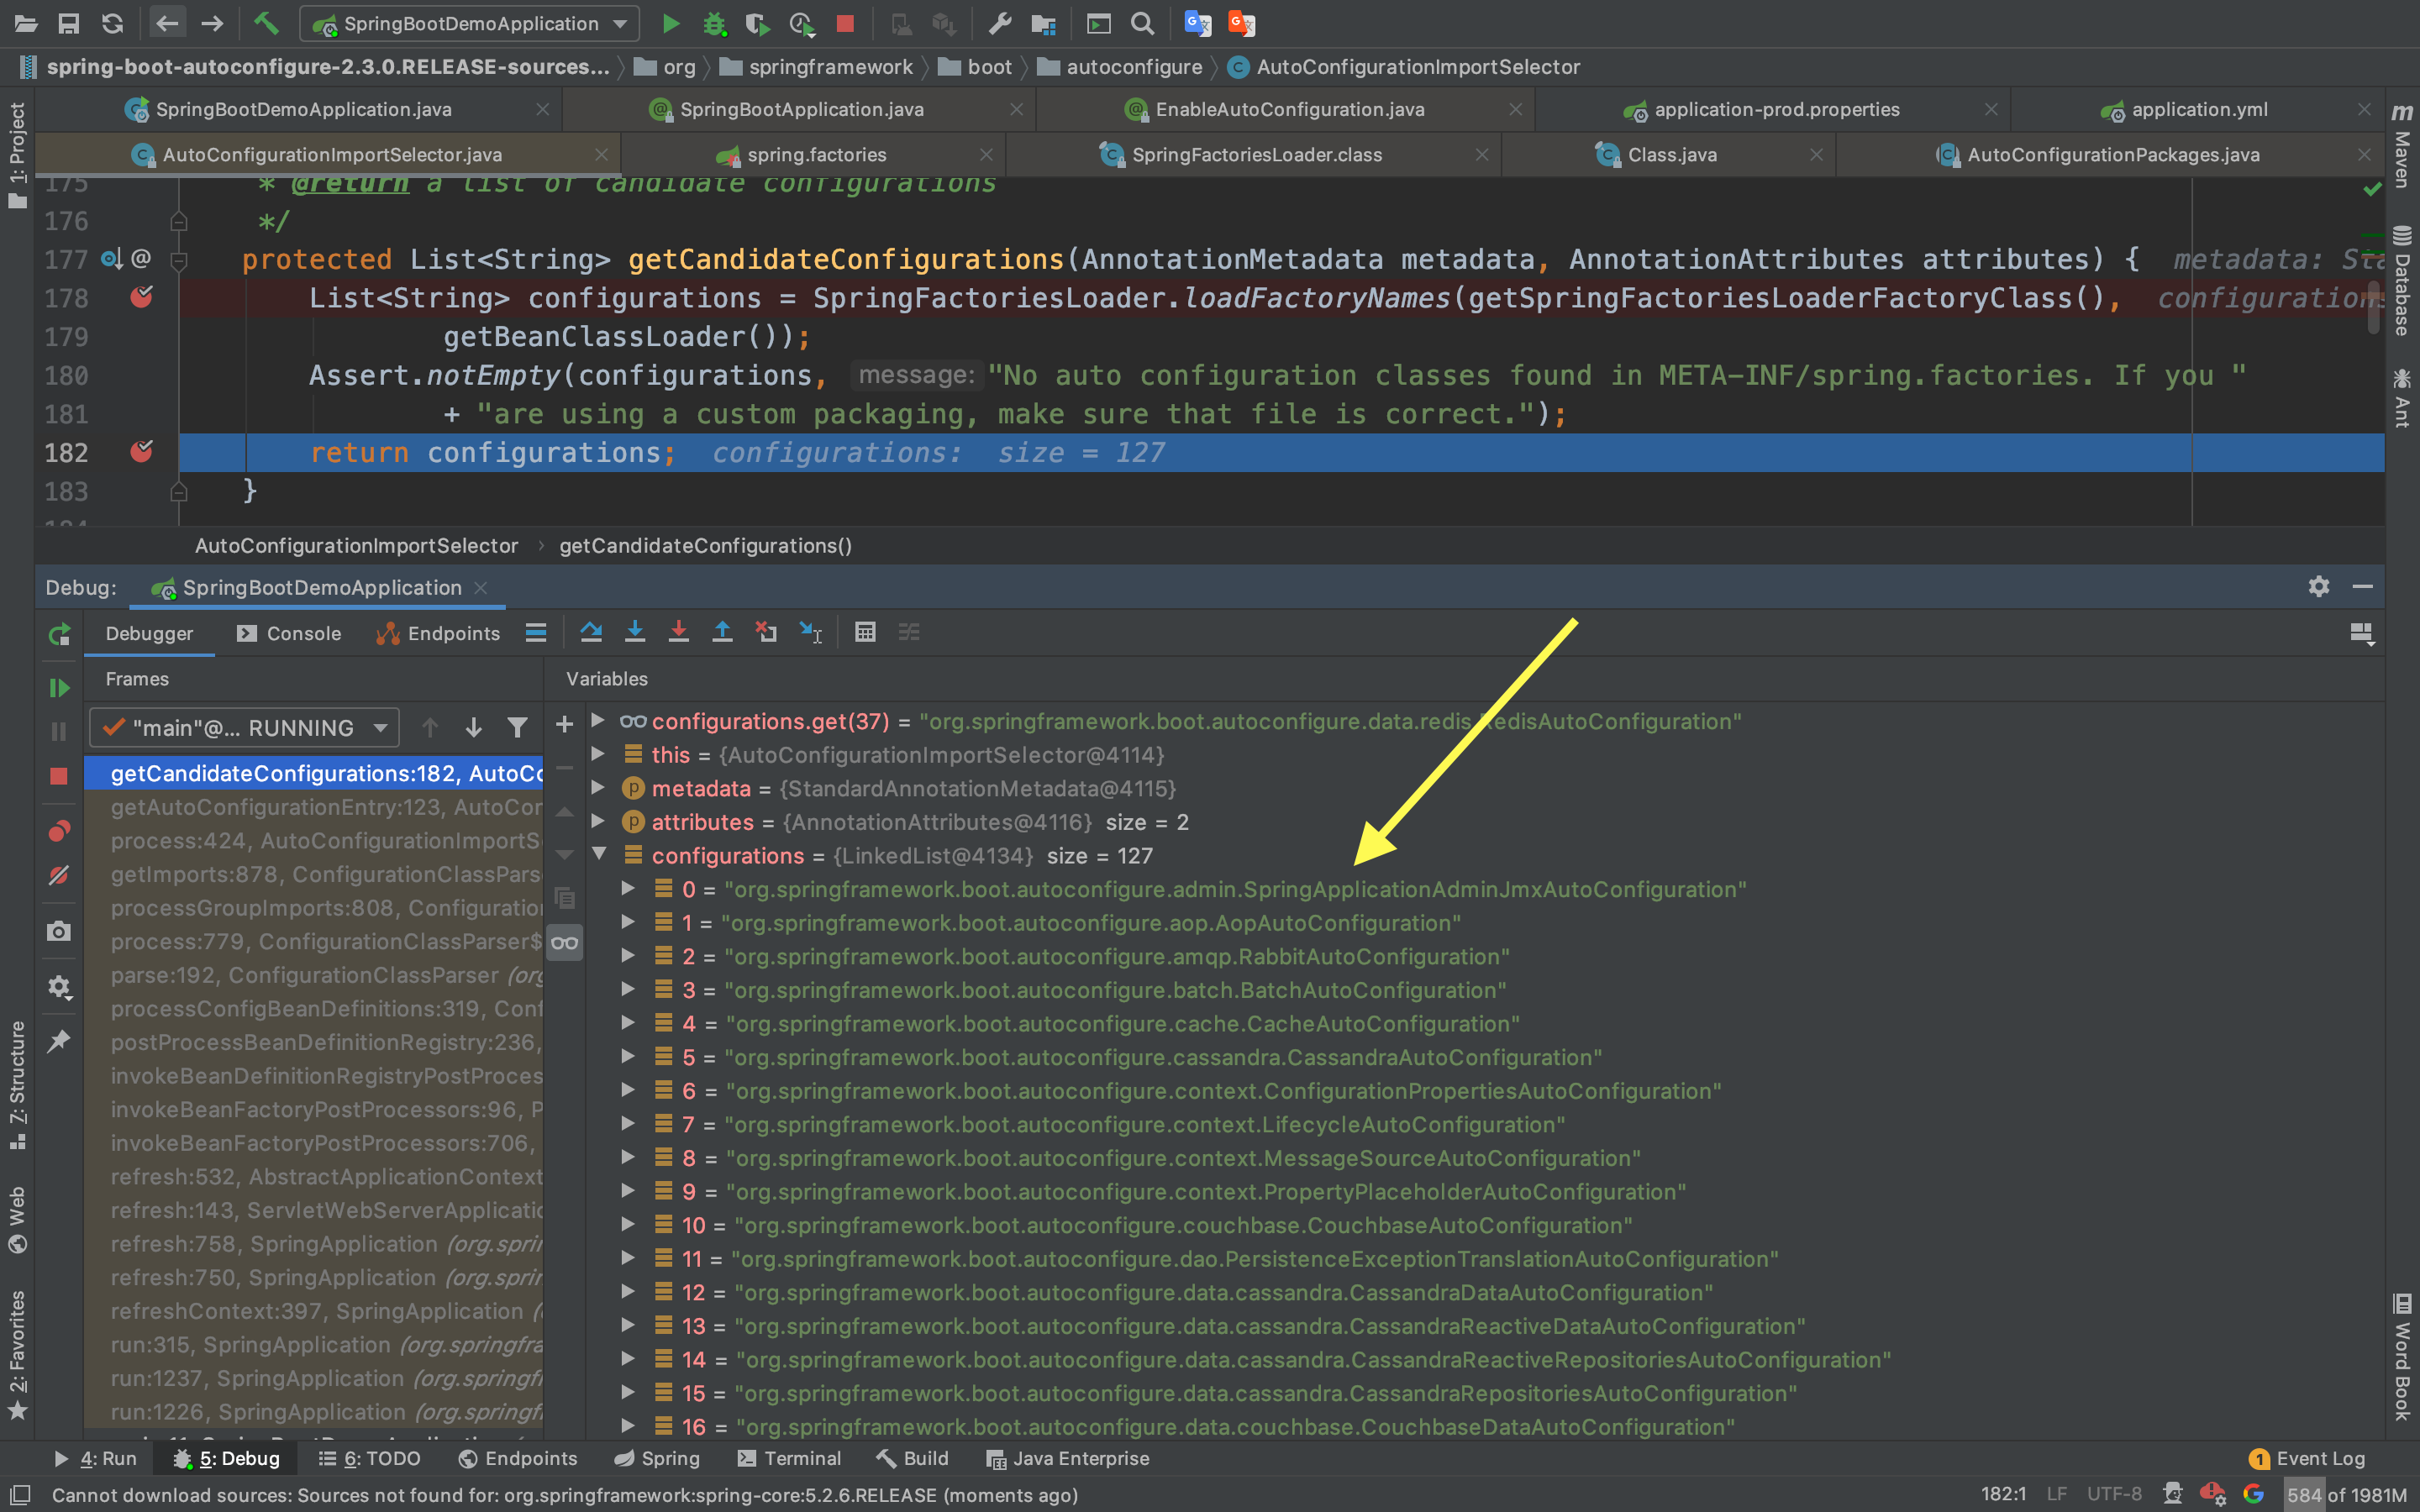 SpringBootDemoApplication
spring-boot-autoconfigure-2.3.0.RELEASE-sources... org springframework boot autoconfigure AutoConfigurationImportSelector
SpringBootDemoApplication.java SpringBootApplication.java EnableAutoConfiguration.java application-prod.properties application.yml
AutoConfigurationImportSelector.java spring.factories SpringFactoriesLoader.class Class.java AutoConfigurationPackages.java
175 * @return a list of candidate configurations
176 */
177 @ protected List<String> getCandidateConfigurations(AnnotationMetadata metadata, AnnotationAttributes attributes) { metadata: Sta
178 List<String> configurations = SpringFactoriesLoader.loadFactoryNames(getSpringFactoriesLoaderFactoryClass(), configurations
179 getBeanClassLoader());
180 Assert.notEmpty(configurations, message: "No auto configuration classes found in META-INF/spring.factories. If you "
181 + "are using a custom packaging, make sure that file is correct.");
182 return configurations; configurations: size = 127
183 }
AutoConfigurationImportSelector › getCandidateConfigurations()
Debug: SpringBootDemoApplication
Debugger Console Endpoints
Frames
"main"@... RUNNING
getCandidateConfigurations:182, AutoCo
getAutoConfigurationEntry:123, AutoCor
process:424, AutoConfigurationImportS
getImports:878, ConfigurationClassPars
processGroupImports:808, Configuration
process:779, ConfigurationClassParser$
parse:192, ConfigurationClassParser (org
processConfigBeanDefinitions:319, Conf
postProcessBeanDefinitionRegistry:236,
invokeBeanDefinitionRegistryPostProces
invokeBeanFactoryPostProcessors:96, P
invokeBeanFactoryPostProcessors:706,
refresh:532, AbstractApplicationContext
refresh:143, ServletWebServerApplicatio
refresh:758, SpringApplication (org.sprin
refresh:750, SpringApplication (org.sprin
refreshContext:397, SpringApplication (
run:315, SpringApplication (org.springfra
run:1237, SpringApplication (org.springfr
run:1226, SpringApplication (org.springfr
Variables
configurations.get(37) = "org.springframework.boot.autoconfigure.data.redis.RedisAutoConfiguration"
this = {AutoConfigurationImportSelector@4114}
metadata = {StandardAnnotationMetadata@4115}
attributes = {AnnotationAttributes@4116} size = 2
configurations = {LinkedList@4134} size = 127
0 = "org.springframework.boot.autoconfigure.admin.SpringApplicationAdminJmxAutoConfiguration"
1 = "org.springframework.boot.autoconfigure.aop.AopAutoConfiguration"
2 = "org.springframework.boot.autoconfigure.amqp.RabbitAutoConfiguration"
3 = "org.springframework.boot.autoconfigure.batch.BatchAutoConfiguration"
4 = "org.springframework.boot.autoconfigure.cache.CacheAutoConfiguration"
5 = "org.springframework.boot.autoconfigure.cassandra.CassandraAutoConfiguration"
6 = "org.springframework.boot.autoconfigure.context.ConfigurationPropertiesAutoConfiguration"
7 = "org.springframework.boot.autoconfigure.context.LifecycleAutoConfiguration"
8 = "org.springframework.boot.autoconfigure.context.MessageSourceAutoConfiguration"
9 = "org.springframework.boot.autoconfigure.context.PropertyPlaceholderAutoConfiguration"
10 = "org.springframework.boot.autoconfigure.couchbase.CouchbaseAutoConfiguration"
11 = "org.springframework.boot.autoconfigure.dao.PersistenceExceptionTranslationAutoConfiguration"
12 = "org.springframework.boot.autoconfigure.data.cassandra.CassandraDataAutoConfiguration"
13 = "org.springframework.boot.autoconfigure.data.cassandra.CassandraReactiveDataAutoConfiguration"
14 = "org.springframework.boot.autoconfigure.data.cassandra.CassandraReactiveRepositoriesAutoConfiguration"
15 = "org.springframework.boot.autoconfigure.data.cassandra.CassandraRepositoriesAutoConfiguration"
16 = "org.springframework.boot.autoconfigure.data.couchbase.CouchbaseDataAutoConfiguration"
1: Project
Z: Structure
Web
2: Favorites
m Maven
Database
Ant
Word Book
4: Run 5: Debug 6: TODO Endpoints Spring Terminal Build Java Enterprise 1 Event Log
Cannot download sources: Sources not found for: org.springframework:spring-core:5.2.6.RELEASE (moments ago) 182:1 LF UTF-8 584 of 1981M